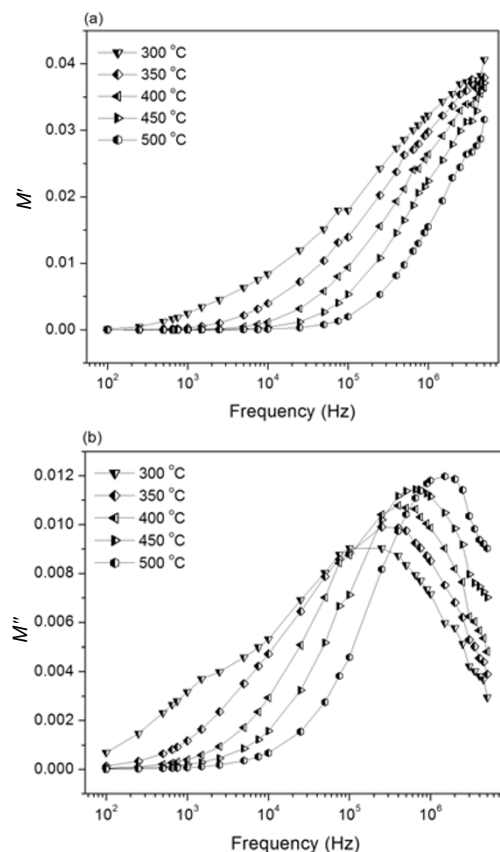 (a)
300 °C
350 °C
400 °C
450 °C
500 °C
0.04
0.03
0.02
0.01
0.00
M'
10² 10³ 10⁴ 10⁵ 10⁶
Frequency (Hz)
(b)
300 °C
350 °C
400 °C
450 °C
500 °C
0.012
0.010
0.008
0.006
0.004
0.002
0.000
M"
10² 10³ 10⁴ 10⁵ 10⁶
Frequency (Hz)